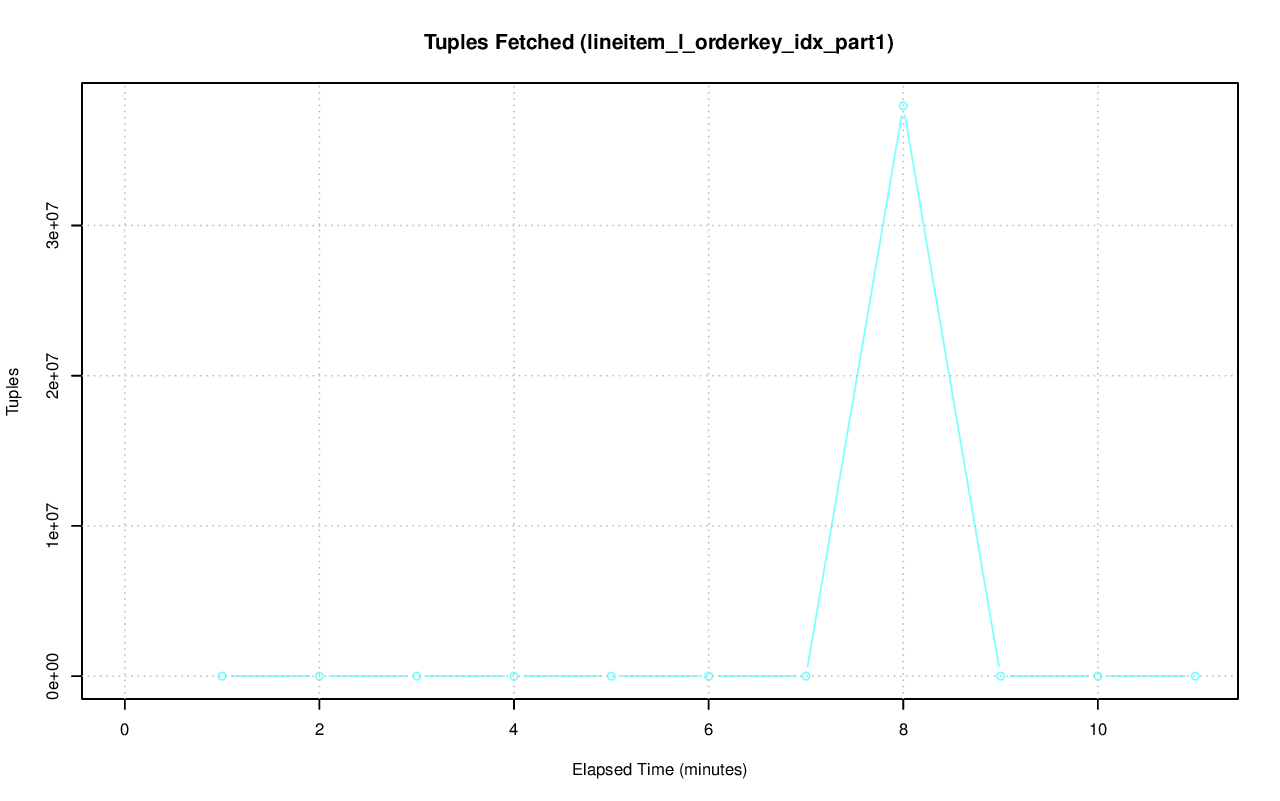 Tuples Fetched (lineitem_l_orderkey_idx_part1)
3e+07
2e+07
1e+07
0e+00
Tuples
0 2 4 6 8 10
Elapsed Time (minutes)